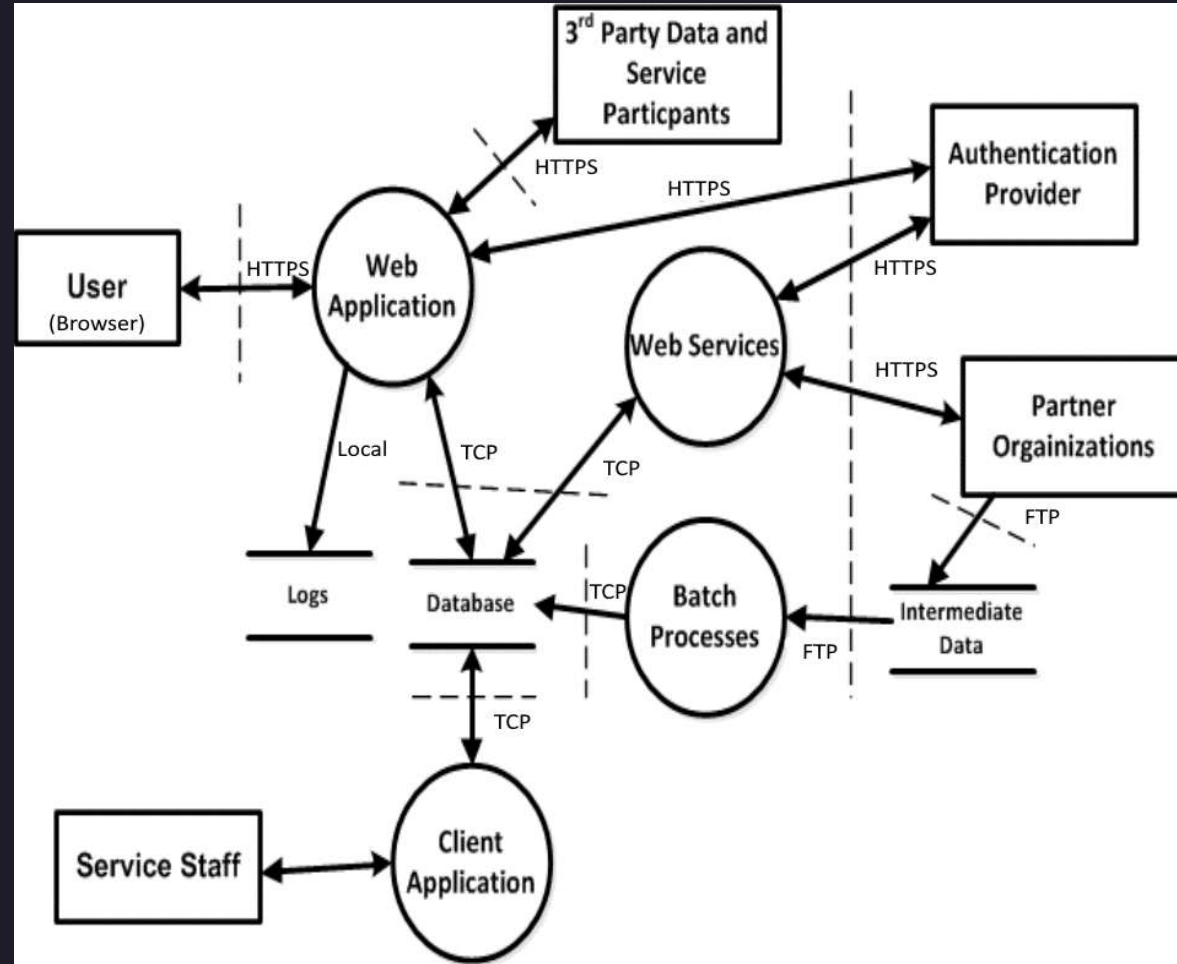 3rd Party Data and
Service
Particpants
HTTPS
HTTPS
Authentication
Provider
User
(Browser)
HTTPS
Web
Application
HTTPS
Web Services
HTTPS
Partner
Orgainizations
Local
TCP
TCP
FTP
Logs
Database
TCP
Batch
Processes
FTP
Intermediate
Data
TCP
Service Staff
Client
Application